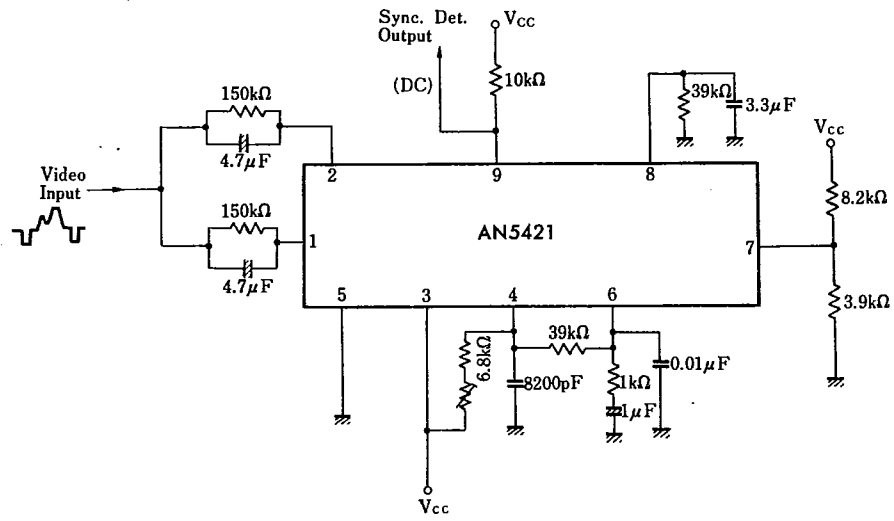 Sync. Det.
Output
(DC)
VCC
10kΩ
39kΩ
3.3μF
VCC
150kΩ
4.7μF
2
9
8
8.2kΩ
Video
Input
150kΩ
4.7μF
1
AN5421
7
5
3
4
6
3.9kΩ
6.8kΩ
39kΩ
8200pF
1kΩ
1μF
0.01μF
VCC